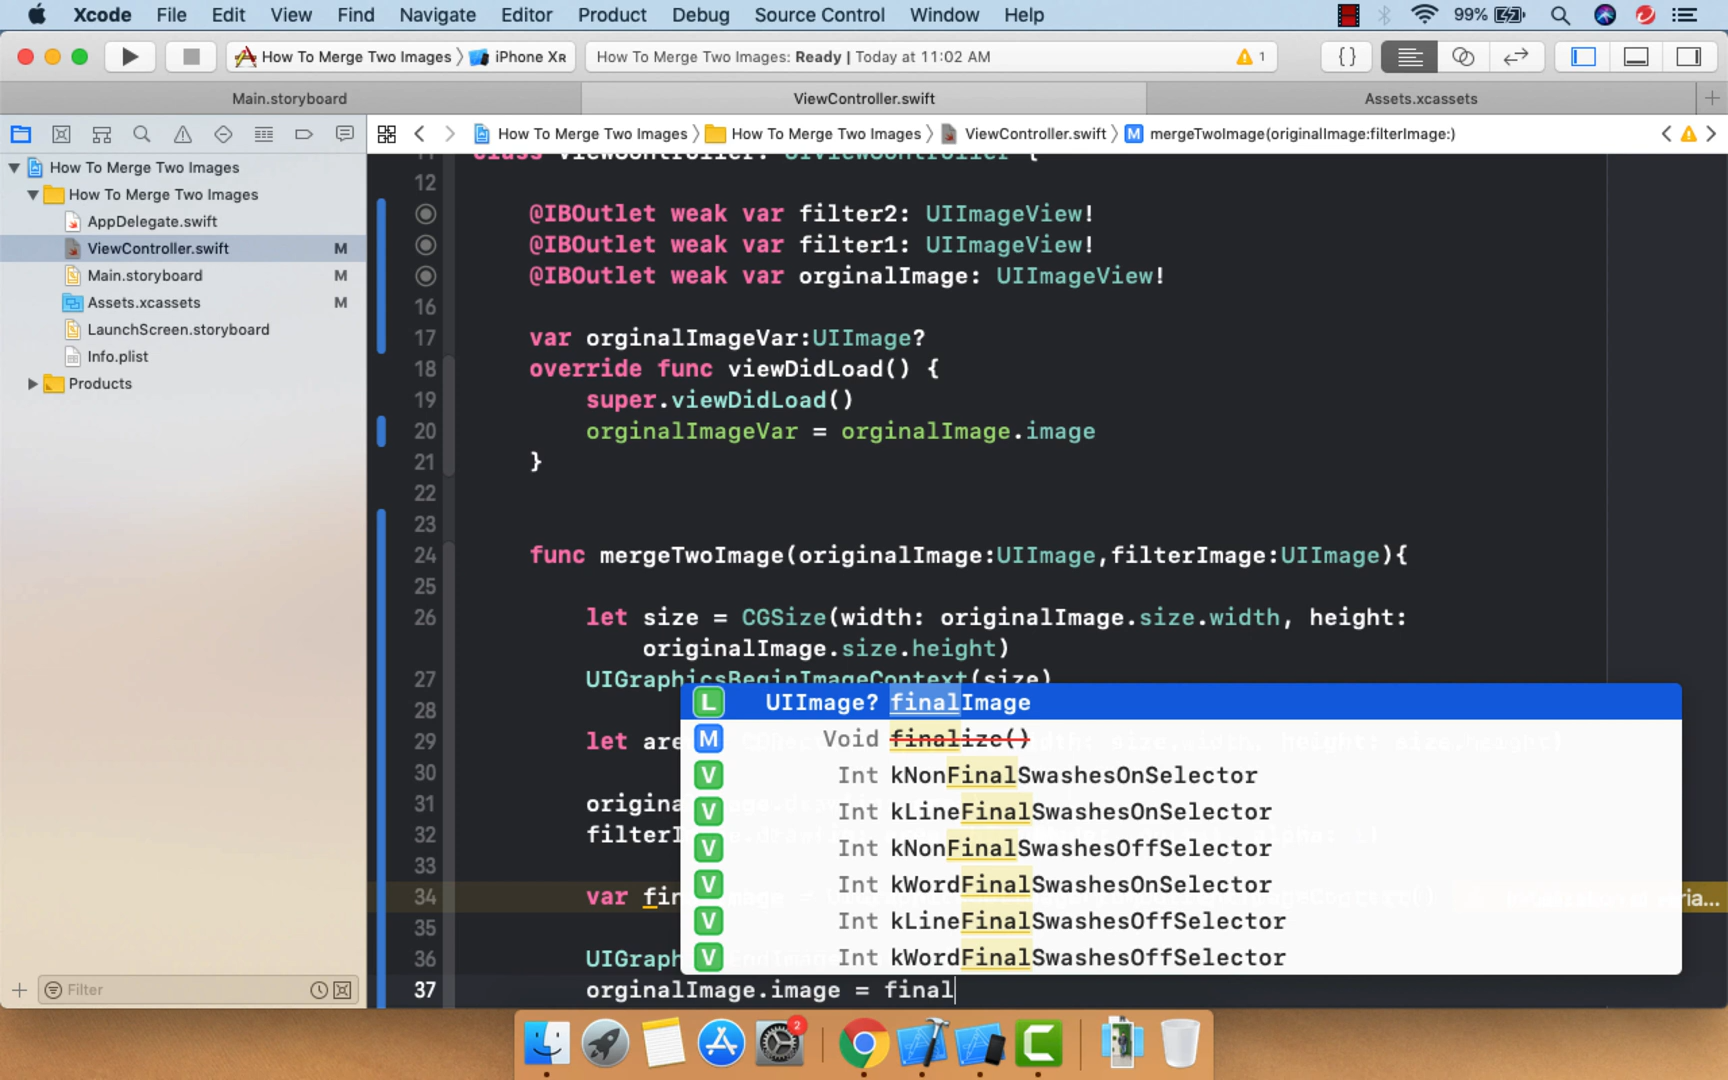 Xcode File Edit View Find Navigate Editor Product Debug Source Control Window Help 99%
How To Merge Two Images iPhone XR How To Merge Two Images: Ready | Today at 11:02 AM 1 {}
Main.storyboard ViewController.swift Assets.xcassets
How To Merge Two Images How To Merge Two Images ViewController.swift M mergeTwoImage(originalImage:filterImage:)
How To Merge Two Images
How To Merge Two Images
AppDelegate.swift
ViewController.swift M
Main.storyboard M
Assets.xcassets M
LaunchScreen.storyboard
Info.plist
Products
Filter
12
@IBOutlet weak var filter2: UIImageView!
@IBOutlet weak var filter1: UIImageView!
@IBOutlet weak var orginalImage: UIImageView!
16
17 var orginalImageVar:UIImage?
18 override func viewDidLoad() {
19 super.viewDidLoad()
20 orginalImageVar = orginalImage.image
21 }
22
23
24 func mergeTwoImage(originalImage:UIImage,filterImage:UIImage){
25
26 let size = CGSize(width: originalImage.size.width, height:
originalImage.size.height)
27 UIGraphicsBeginImageContext(size)
28
29 let are
30
31 origina
32 filterI
33
34 var fin
35
36 UIGraph
37 orginalImage.image = final
L UIImage? finalImage
M Void finalize()
V Int kNonFinalSwashesOnSelector
V Int kLineFinalSwashesOnSelector
V Int kNonFinalSwashesOffSelector
V Int kWordFinalSwashesOnSelector
V Int kLineFinalSwashesOffSelector
V Int kWordFinalSwashesOffSelector
2